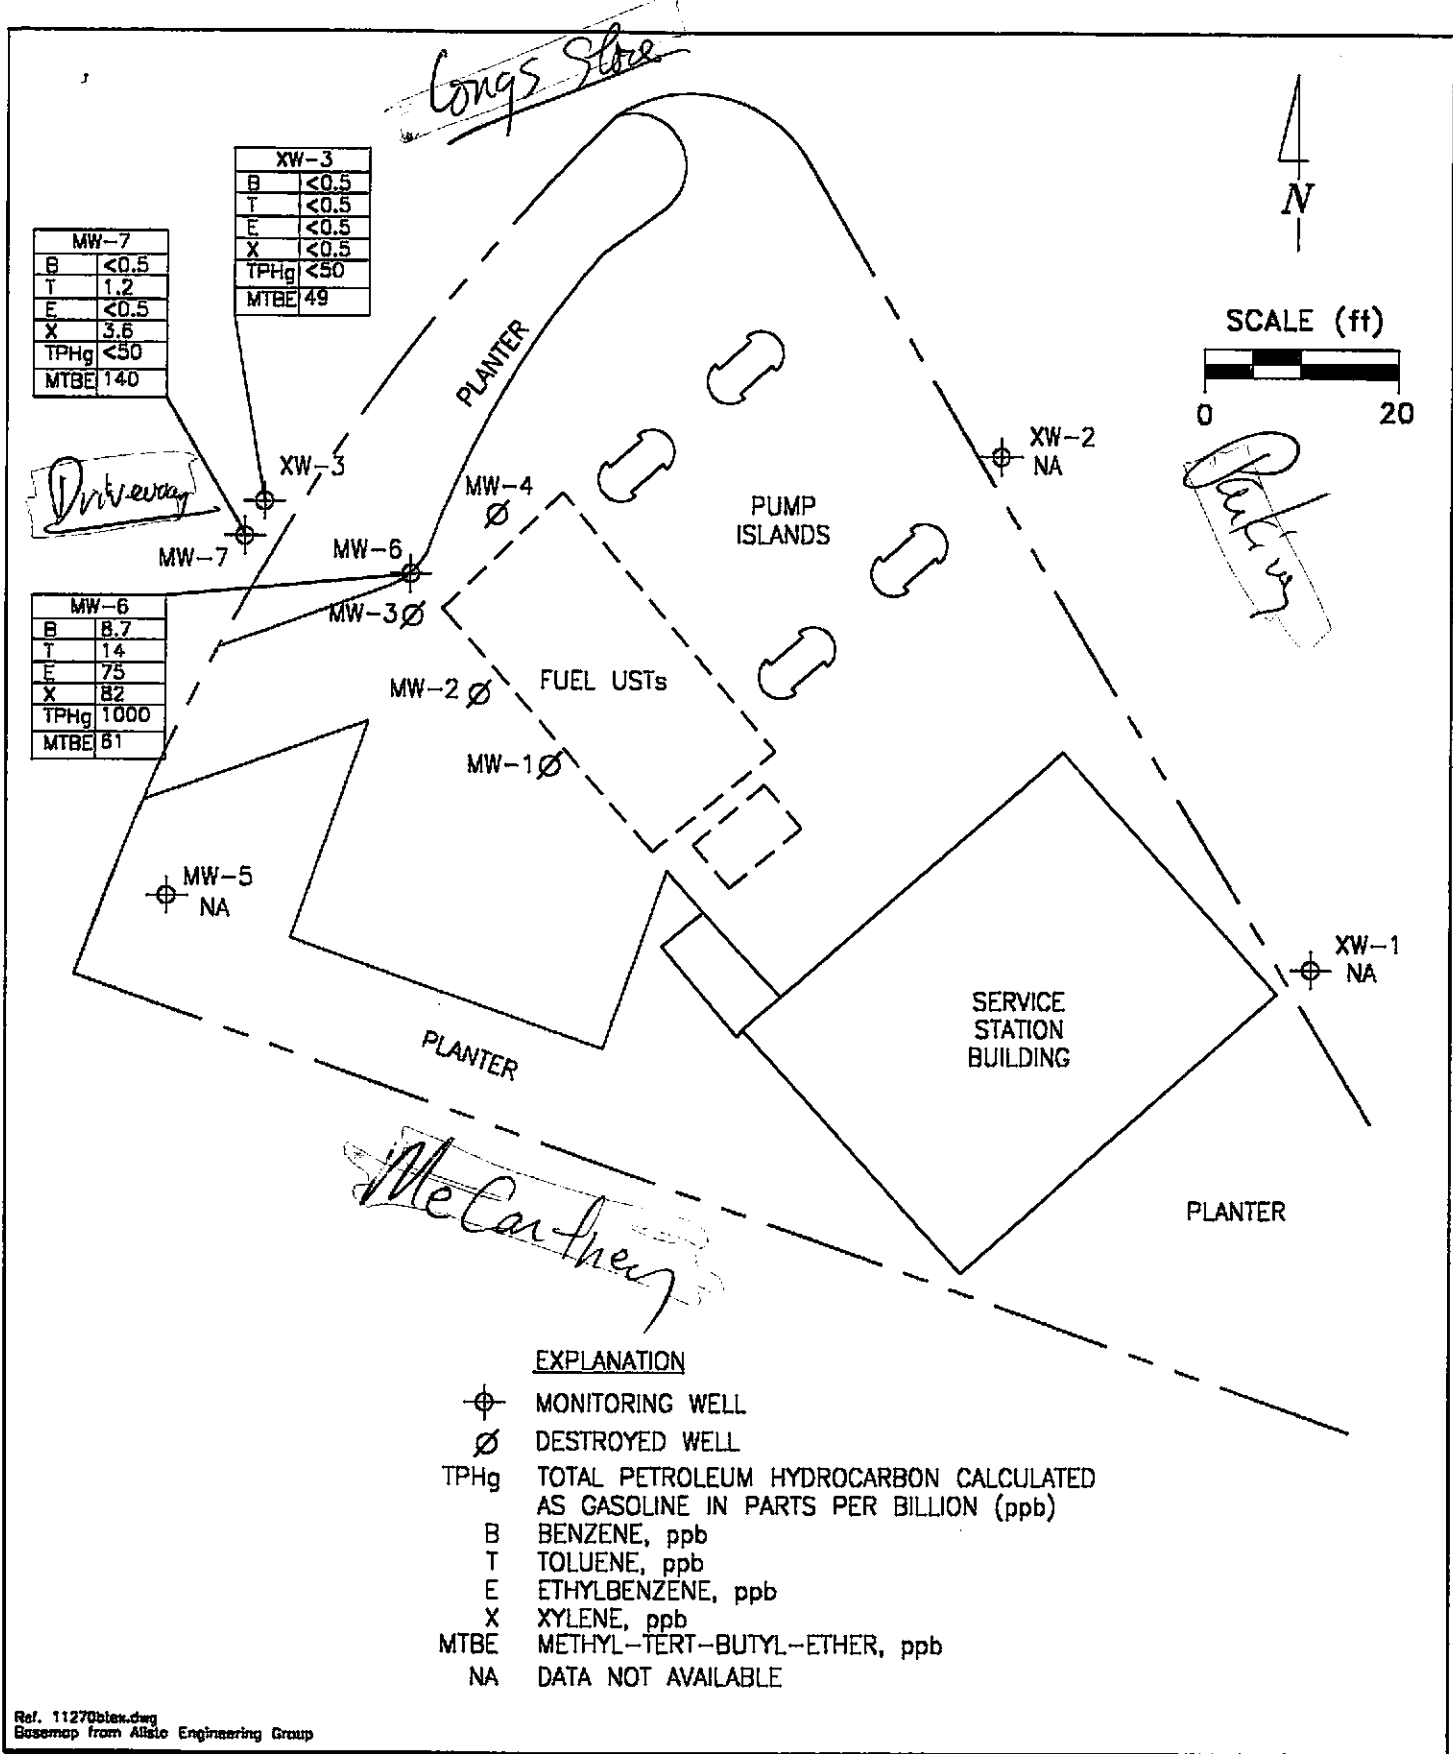 Longs Store
N
SCALE (ft)
0 20
XW-3
B <0.5
T <0.5
E <0.5
X <0.5
TPHg <50
MTBE 49
MW-7
B <0.5
T 1.2
E <0.5
X 3.6
TPHg <50
MTBE 140
PLANTER
XW-2
NA
Driveway
XW-3
MW-7
MW-4
PUMP
ISLANDS
Parking
MW-6
MW-3
MW-6
B 8.7
T 14
E 75
X 82
TPHg 1000
MTBE 61
MW-2
FUEL USTs
MW-1
MW-5
NA
XW-1
NA
SERVICE
STATION
BUILDING
PLANTER
McCarthey
PLANTER
EXPLANATION
MONITORING WELL
DESTROYED WELL
TPHg TOTAL PETROLEUM HYDROCARBON CALCULATED
AS GASOLINE IN PARTS PER BILLION (ppb)
B BENZENE, ppb
T TOLUENE, ppb
E ETHYLBENZENE, ppb
X XYLENE, ppb
MTBE METHYL-TERT-BUTYL-ETHER, ppb
NA DATA NOT AVAILABLE
Ref. 11270btex.dwg
Basemap from Alisto Engineering Group